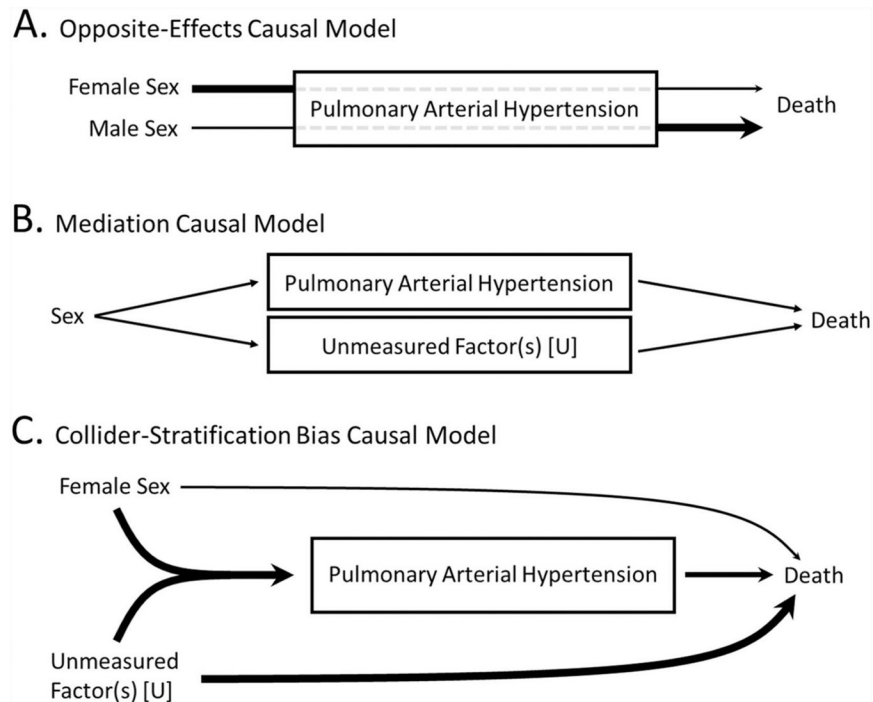 A. Opposite-Effects Causal Model
Female Sex
Pulmonary Arterial Hypertension
Death
Male Sex
B. Mediation Causal Model
Pulmonary Arterial Hypertension
Sex
Death
Unmeasured Factor(s) [U]
C. Collider-Stratification Bias Causal Model
Female Sex
Pulmonary Arterial Hypertension
Death
Unmeasured
Factor(s) [U]